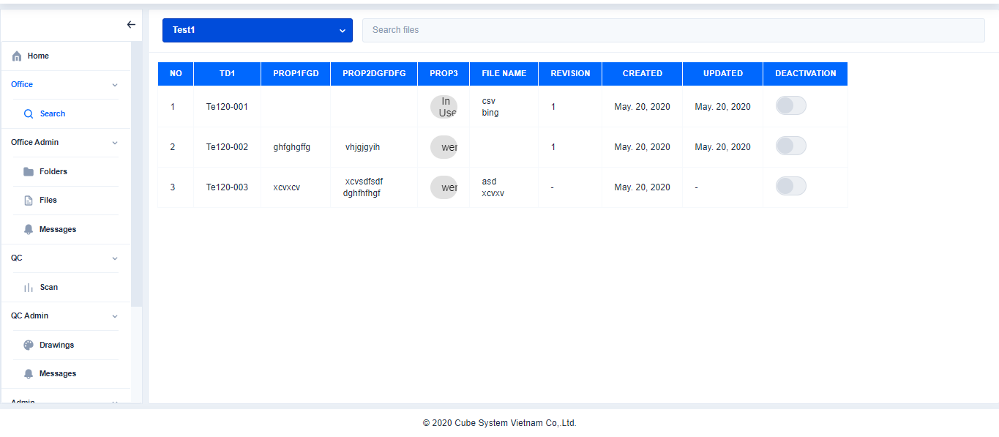 Test1
Search files
Home
Office
Search
Office Admin
Folders
Files
Messages
QC
Scan
QC Admin
Drawings
Messages
Admin
NO TD1 PROP1FGD PROP2DGFDFG PROP3 FILE NAME REVISION CREATED UPDATED DEACTIVATION
1 Te120-001 In Use csv bing 1 May. 20, 2020 May. 20, 2020
2 Te120-002 ghfghgffg vhjgjgyih wer 1 May. 20, 2020 May. 20, 2020
3 Te120-003 xcvxcv xcvsdfsdf dghfhfhgf wer asd xcvxv - May. 20, 2020 -
© 2020 Cube System Vietnam Co,.Ltd.